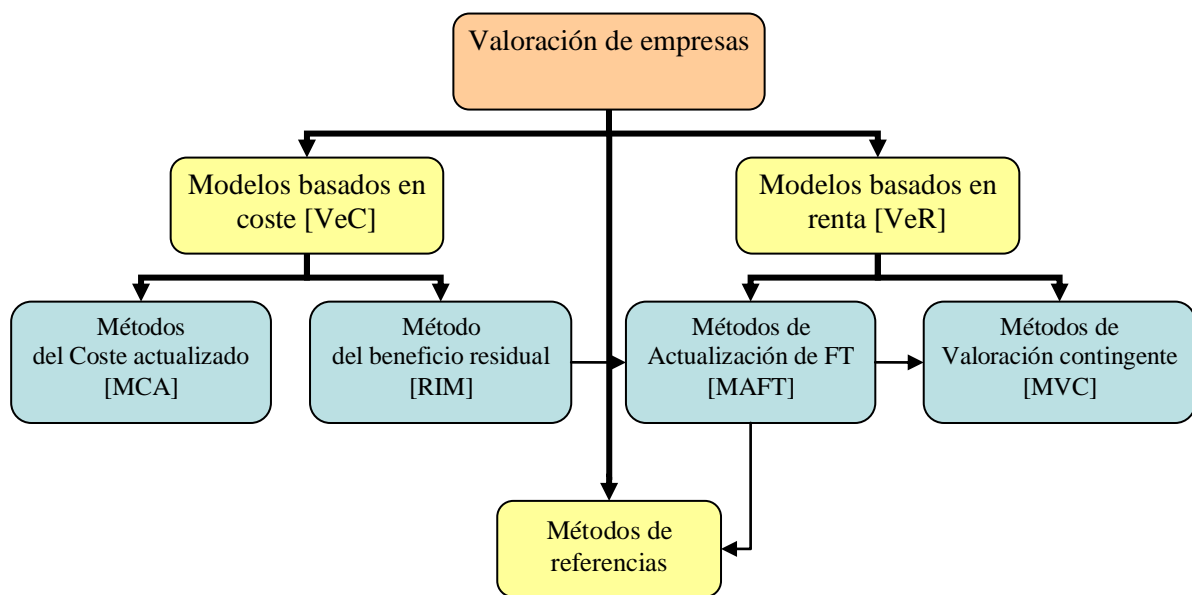 Valoración de empresas
Modelos basados en
coste [VeC]
Modelos basados en
renta [VeR]
Métodos
del Coste actualizado
[MCA]
Método
del beneficio residual
[RIM]
Métodos de
Actualización de FT
[MAFT]
Métodos de
Valoración contingente
[MVC]
Métodos de
referencias